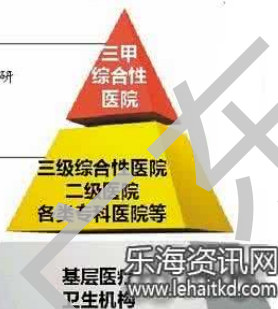 三甲
综合性
医院
研
三级综合性医院
二级医院
各类专科医院等
基层医疗
卫生机构
乐海资讯网
www.lehaitkd.com